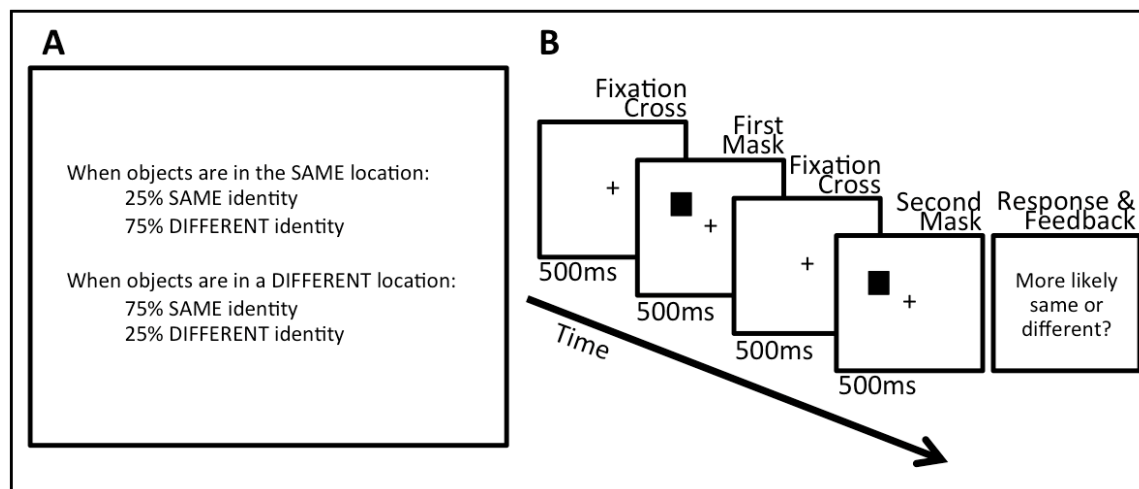 A
When objects are in the SAME location:
25% SAME identity
75% DIFFERENT identity
When objects are in a DIFFERENT location:
75% SAME identity
25% DIFFERENT identity
B
Fixation
Cross
500ms
First
Mask
500ms
Fixation
Cross
500ms
Second
Mask
500ms
Response &
Feedback
More likely
same or
different?
Time